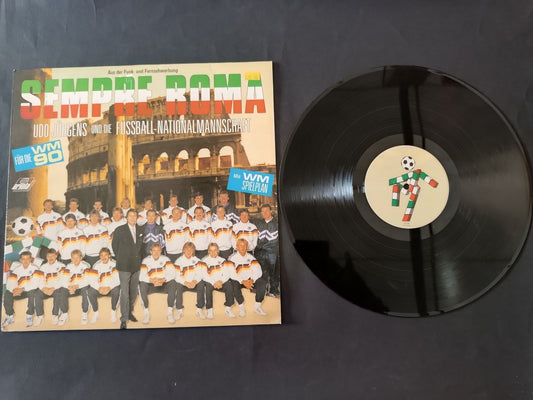 Aus der Funk- und Fernsehwerbung
SEMPRE ROMA
UDO JÜRGENS UND DIE FUSSBALL-NATIONALMANNSCHAFT
FÜR DIE WM 90
Mit WM
SPIELPLAN
ariola